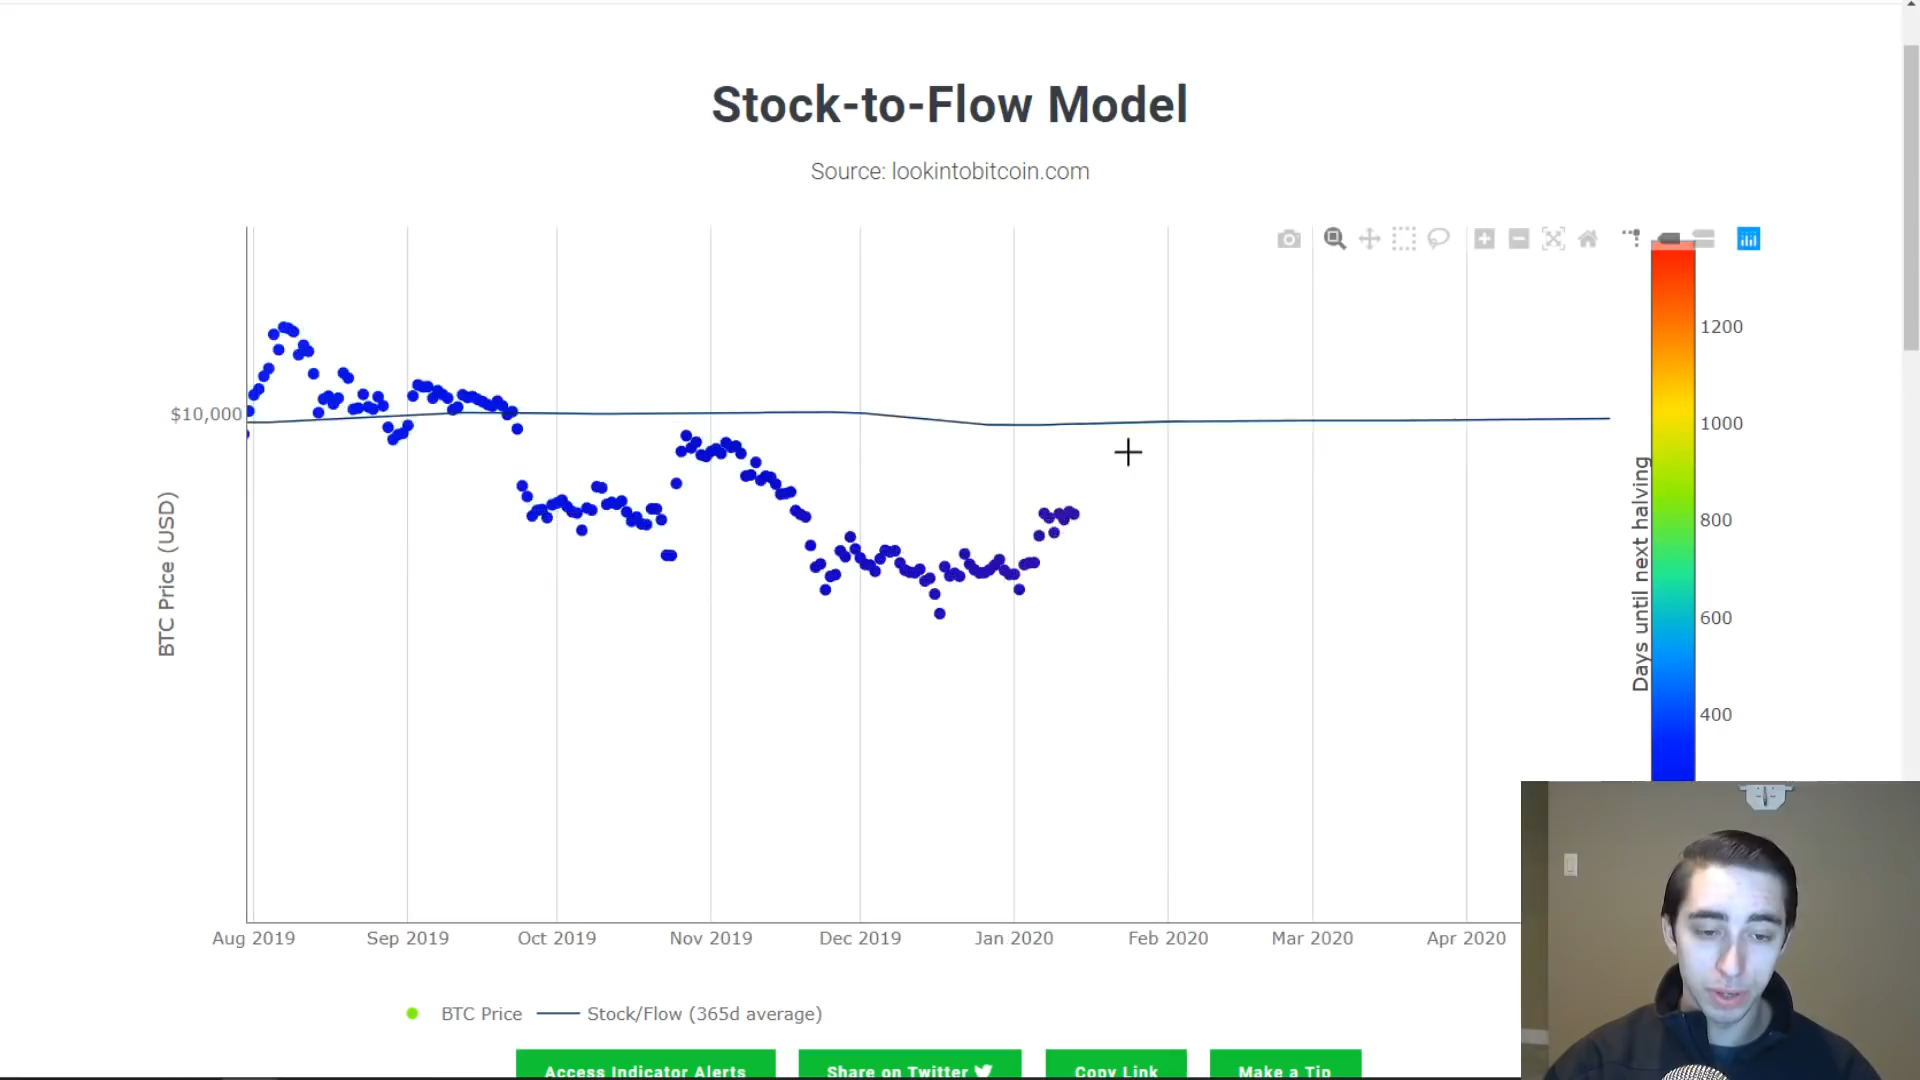 Stock-to-Flow Model
Source: lookintobitcoin.com
$10,000
BTC Price (USD)
1200
1000
800
600
400
Days until next halving
Aug 2019 Sep 2019 Oct 2019 Nov 2019 Dec 2019 Jan 2020 Feb 2020 Mar 2020 Apr 2020
BTC Price Stock/Flow (365d average)
Access Indicator Alerts Share on Twitter Copy Link Make a Tip